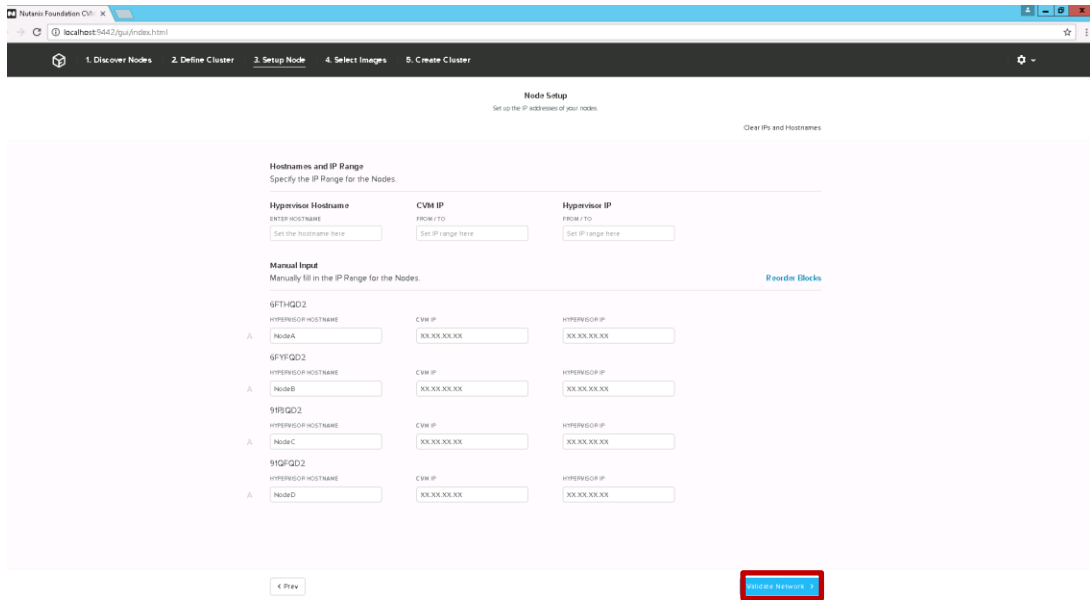 Nutanix Foundation CVM
localhost:9442/gui/index.html
1. Discover Nodes 2. Define Cluster 3. Setup Node 4. Select Images 5. Create Cluster
Node Setup
Set up the IP addresses of your nodes.
Clear IPs and Hostnames
Hostnames and IP Range
Specify the IP Range for the Nodes.
Hypervisor Hostname CVM IP Hypervisor IP
ENTER HOSTNAME FROM / TO FROM / TO
Set the hostname here Set IP range here Set IP range here
Manual Input
Manually fill in the IP Range for the Nodes. Reorder Blocks
6FTHQD2
HYPERVISOR HOSTNAME CVM IP HYPERVISOR IP
A NodeA XX.XX.XX.XX XX.XX.XX.XX
6FYFQD2
HYPERVISOR HOSTNAME CVM IP HYPERVISOR IP
A NodeB XX.XX.XX.XX XX.XX.XX.XX
HYPERVISOR HOSTNAME CVM IP HYPERVISOR IP
A NodeC XX.XX.XX.XX XX.XX.XX.XX
91QFQD2
HYPERVISOR HOSTNAME CVM IP HYPERVISOR IP
A NodeD XX.XX.XX.XX XX.XX.XX.XX
< Prev Validate Network >